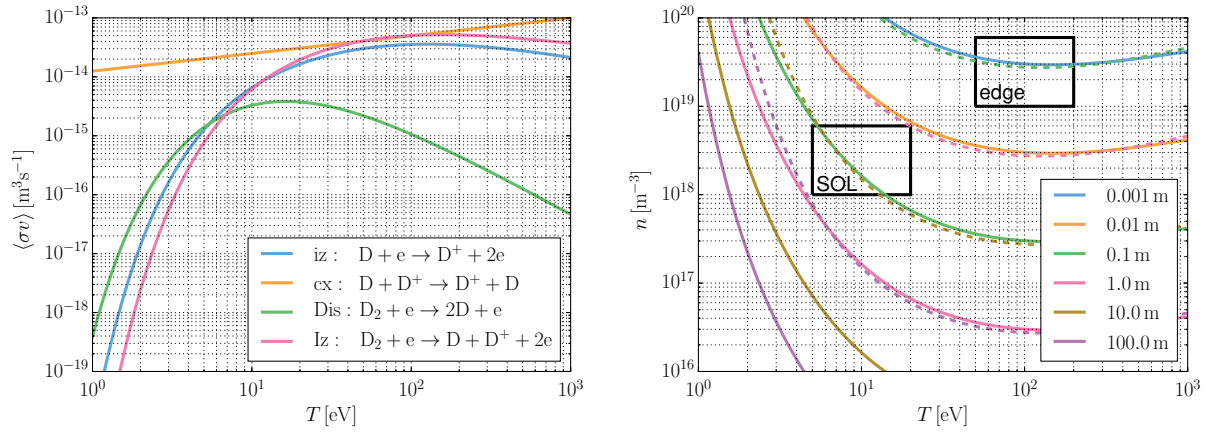 10⁻¹³
10⁻¹⁴
10⁻¹⁵
10⁻¹⁶
10⁻¹⁷
10⁻¹⁸
10⁻¹⁹
⟨σv⟩ [m³s⁻¹]
iz : D + e → D⁺ + 2e
cx : D + D⁺ → D⁺ + D
Dis : D₂ + e → 2D + e
Iz : D₂ + e → D + D⁺ + 2e
10⁰ 10¹ 10² 10³
T [eV]
10²⁰
10¹⁹
10¹⁸
10¹⁷
10¹⁶
n [m⁻³]
edge
SOL
0.001 m
0.01 m
0.1 m
1.0 m
10.0 m
100.0 m
10⁰ 10¹ 10² 10³
T [eV]